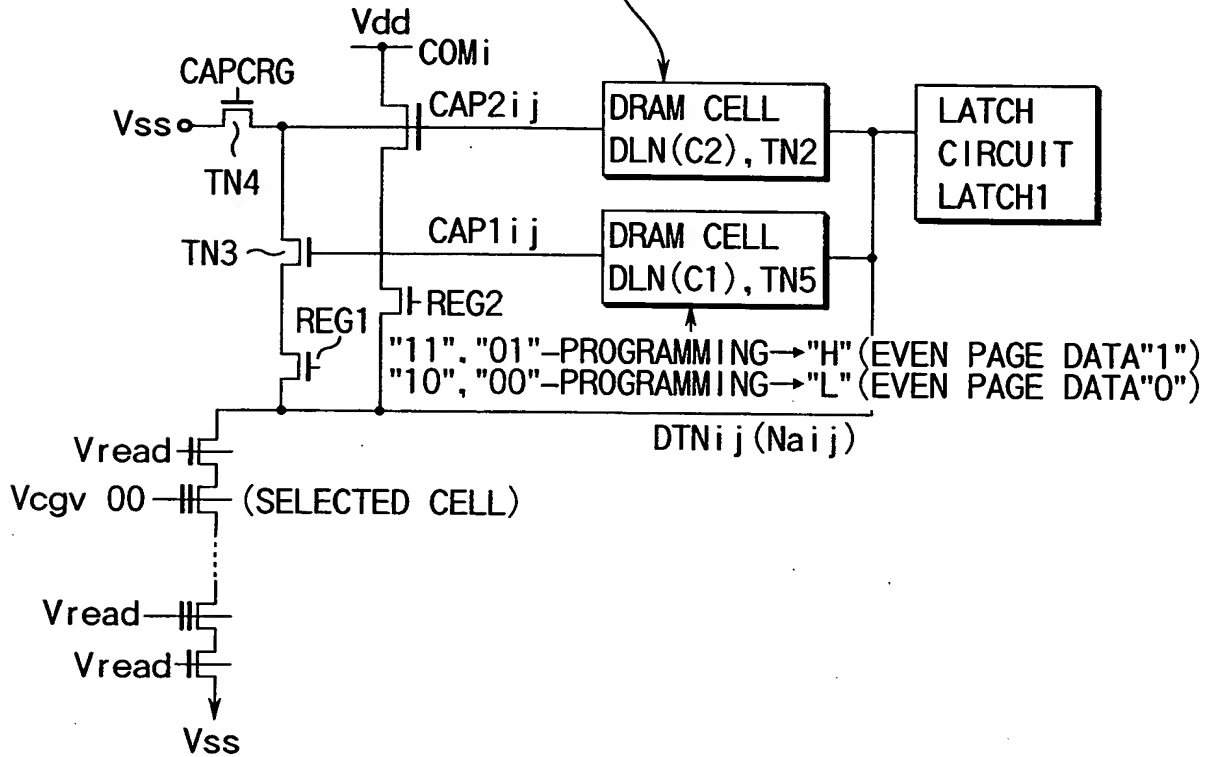 Vdd
COMi
CAPCRG
Vss
TN4
CAP2ij
DRAM CELL
DLN(C2),TN2
LATCH
CIRCUIT
LATCH1
TN3
CAP1ij
DRAM CELL
DLN(C1),TN5
REG2
REG1
"11","01"-PROGRAMMING→"H"(EVEN PAGE DATA"1")
"10","00"-PROGRAMMING→"L"(EVEN PAGE DATA"0")
DTNij(Naij)
Vread
Vcgv 00
(SELECTED CELL)
Vread
Vread
Vss